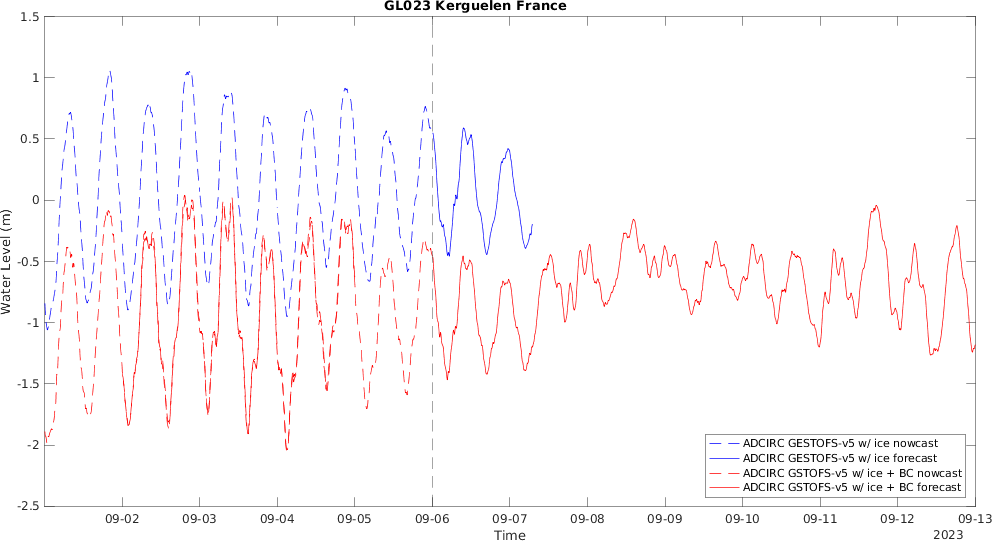 GL023 Kerguelen France
1.5
1
0.5
0
-0.5
-1
-1.5
-2
-2.5
Water Level (m)
09-02 09-03 09-04 09-05 09-06 09-07 09-08 09-09 09-10 09-11 09-12 09-13
Time
2023
ADCIRC GESTOFS-v5 w/ ice nowcast
ADCIRC GESTOFS-v5 w/ ice forecast
ADCIRC GSTOFS-v5 w/ ice + BC nowcast
ADCIRC GSTOFS-v5 w/ ice + BC forecast